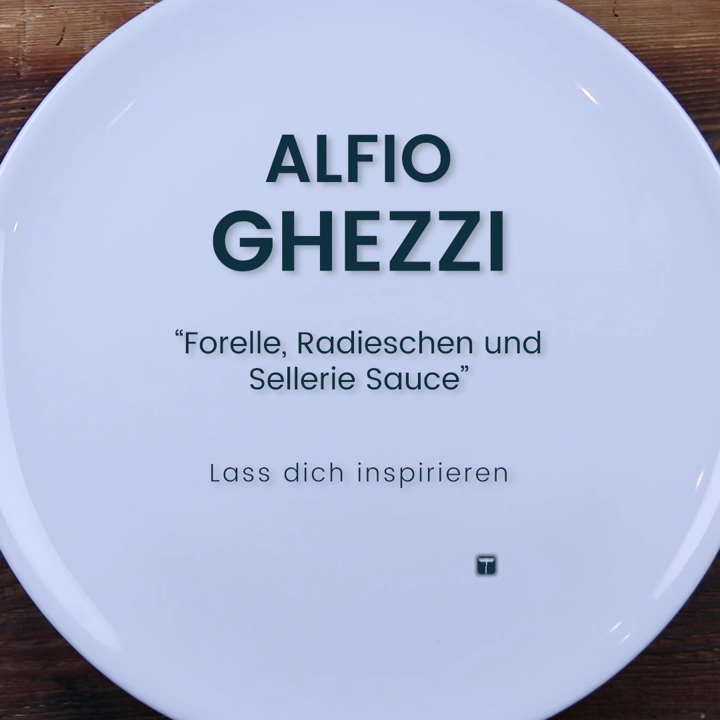 ALFIO
GHEZZI
“Forelle, Radieschen und
Sellerie Sauce”
Lass dich inspirieren